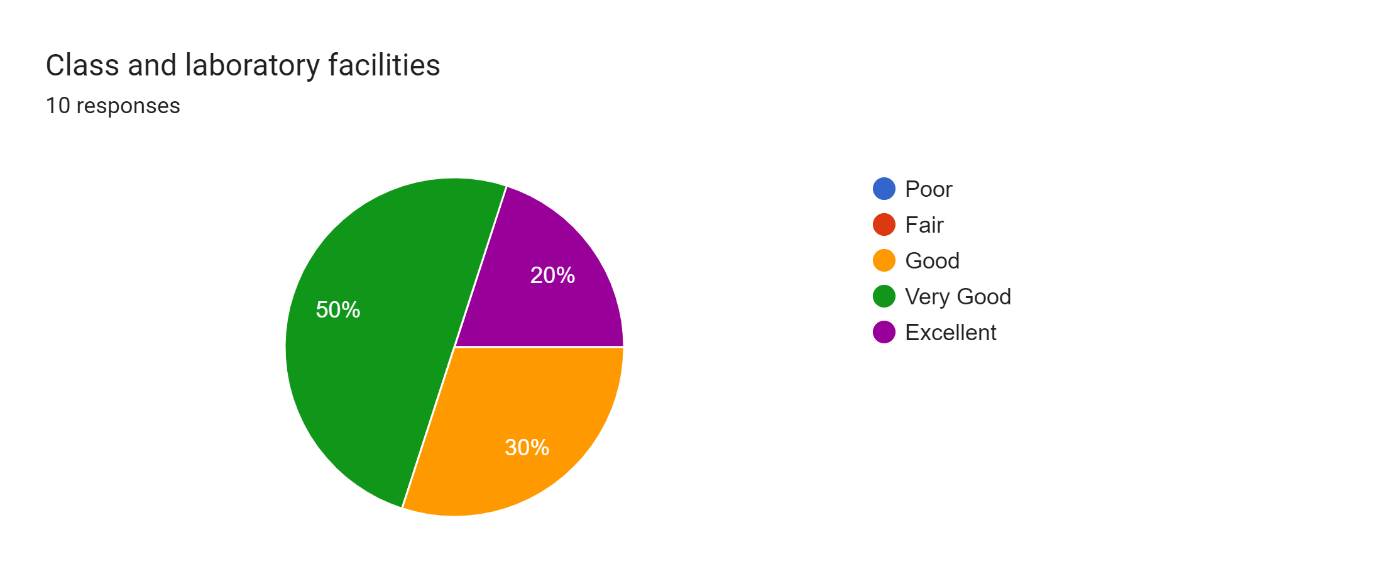 Class and laboratory facilities
10 responses
20%
50%
30%
Poor
Fair
Good
Very Good
Excellent